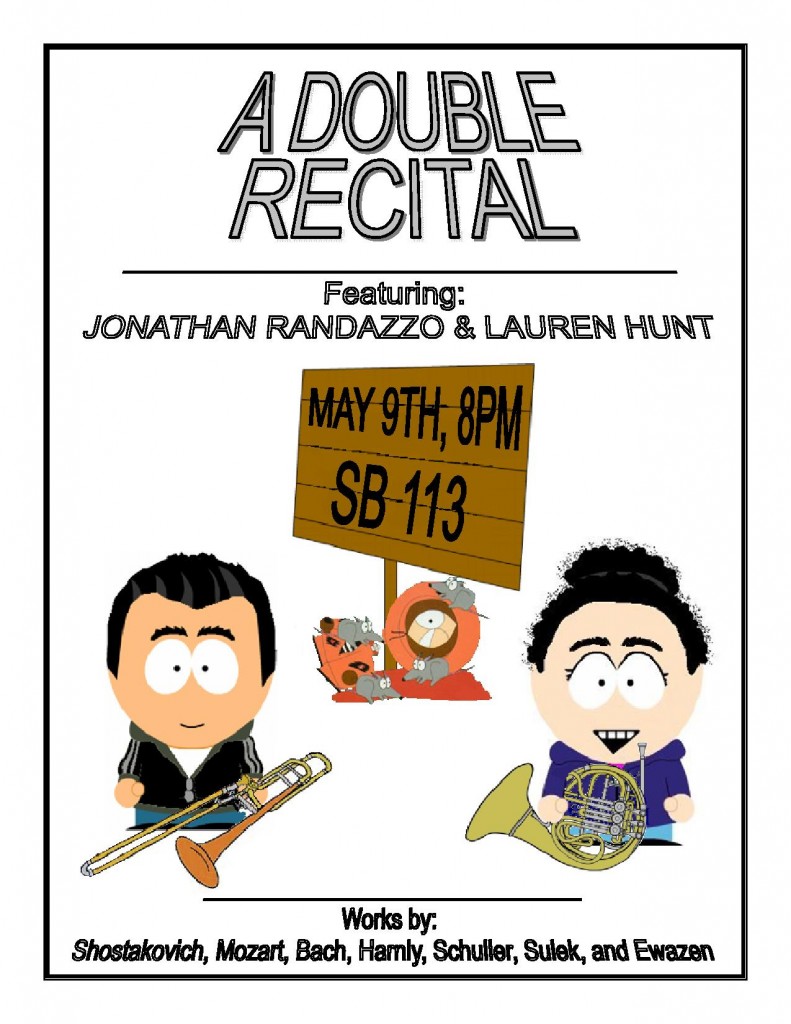 A DOUBLE
RECITAL
Featuring:
JONATHAN RANDAZZO & LAUREN HUNT
MAY 9TH, 8PM
SB 113
Works by:
Shostakovich, Mozart, Bach, Hamly, Schuller, Sulek, and Ewazen